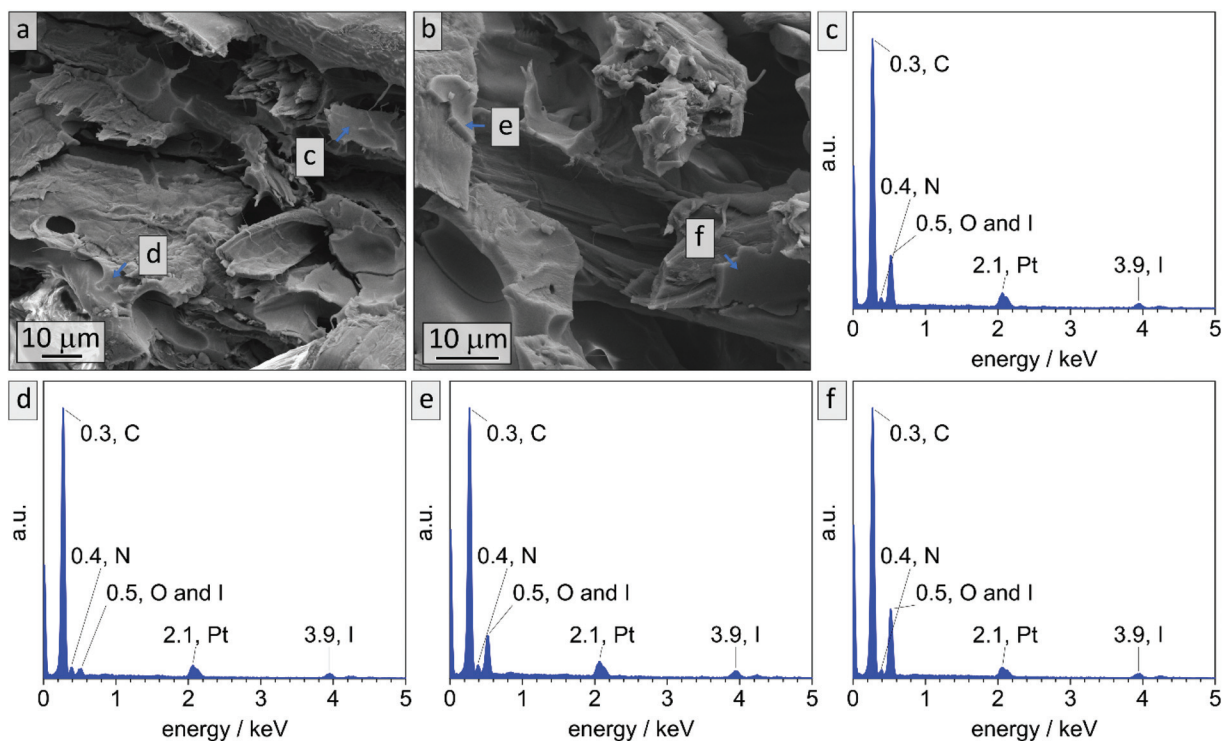 a
c
d
10 μm
b
e
f
10 μm
c
0.3, C
0.4, N
0.5, O and I
2.1, Pt
3.9, I
a.u.
0 1 2 3 4 5
energy / keV
d
0.3, C
0.4, N
0.5, O and I
2.1, Pt
3.9, I
a.u.
0 1 2 3 4 5
energy / keV
e
0.3, C
0.4, N
0.5, O and I
2.1, Pt
3.9, I
a.u.
0 1 2 3 4 5
energy / keV
f
0.3, C
0.4, N
0.5, O and I
2.1, Pt
3.9, I
a.u.
0 1 2 3 4 5
energy / keV